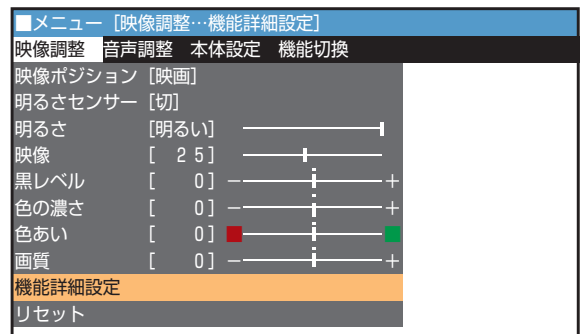 ■メニュー [映像調整…機能詳細設定]
映像調整 音声調整 本体設定 機能切換
映像ポジション [映画]
明るさセンサー [切]
明るさ [明るい]
映像 [ 25]
黒レベル [ 0] − +
色の濃さ [ 0] − +
色あい [ 0]
画質 [ 0] − +
機能詳細設定
リセット